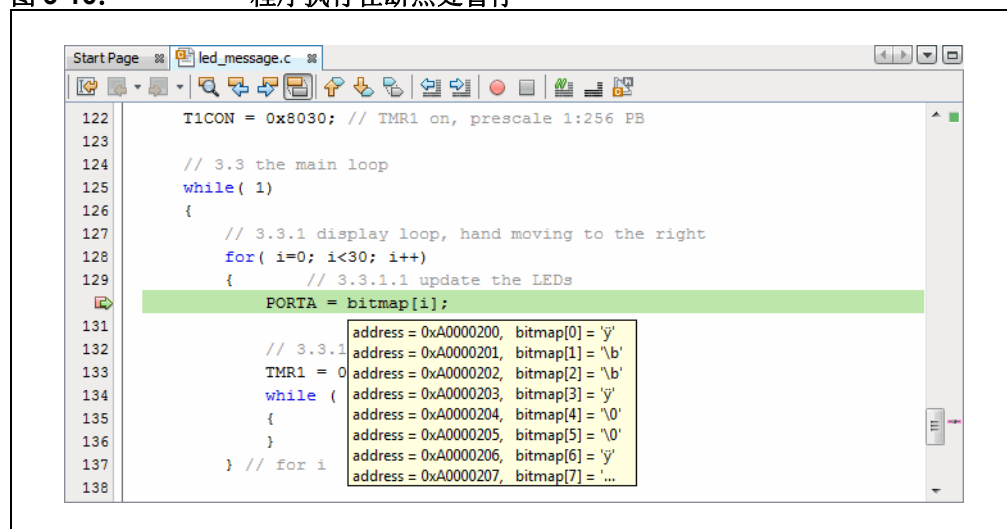 Start Page led_message.c
122 T1CON = 0x8030; // TMR1 on, prescale 1:256 PB
123
124 // 3.3 the main loop
125 while( 1)
126 {
127 // 3.3.1 display loop, hand moving to the right
128 for( i=0; i<30; i++)
129 { // 3.3.1.1 update the LEDs
PORTA = bitmap[i];
131
132 // 3.3.1
133 TMR1 = 0
134 while (
135 {
136 }
137 } // for i
138
address = 0xA0000200, bitmap[0] = 'ÿ'
address = 0xA0000201, bitmap[1] = '\b'
address = 0xA0000202, bitmap[2] = '\b'
address = 0xA0000203, bitmap[3] = 'ÿ'
address = 0xA0000204, bitmap[4] = '\0'
address = 0xA0000205, bitmap[5] = '\0'
address = 0xA0000206, bitmap[6] = 'ÿ'
address = 0xA0000207, bitmap[7] = '...